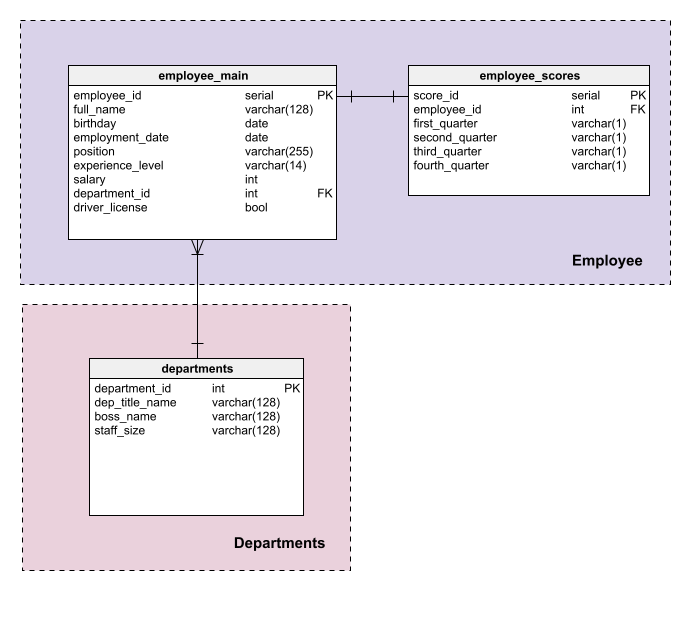 employee_main
employee_id serial PK
full_name varchar(128)
birthday date
employment_date date
position varchar(255)
experience_level varchar(14)
salary int
department_id int FK
driver_license bool
employee_scores
score_id serial PK
employee_id int FK
first_quarter varchar(1)
second_quarter varchar(1)
third_quarter varchar(1)
fourth_quarter varchar(1)
Employee
departments
department_id int PK
dep_title_name varchar(128)
boss_name varchar(128)
staff_size varchar(128)
Departments